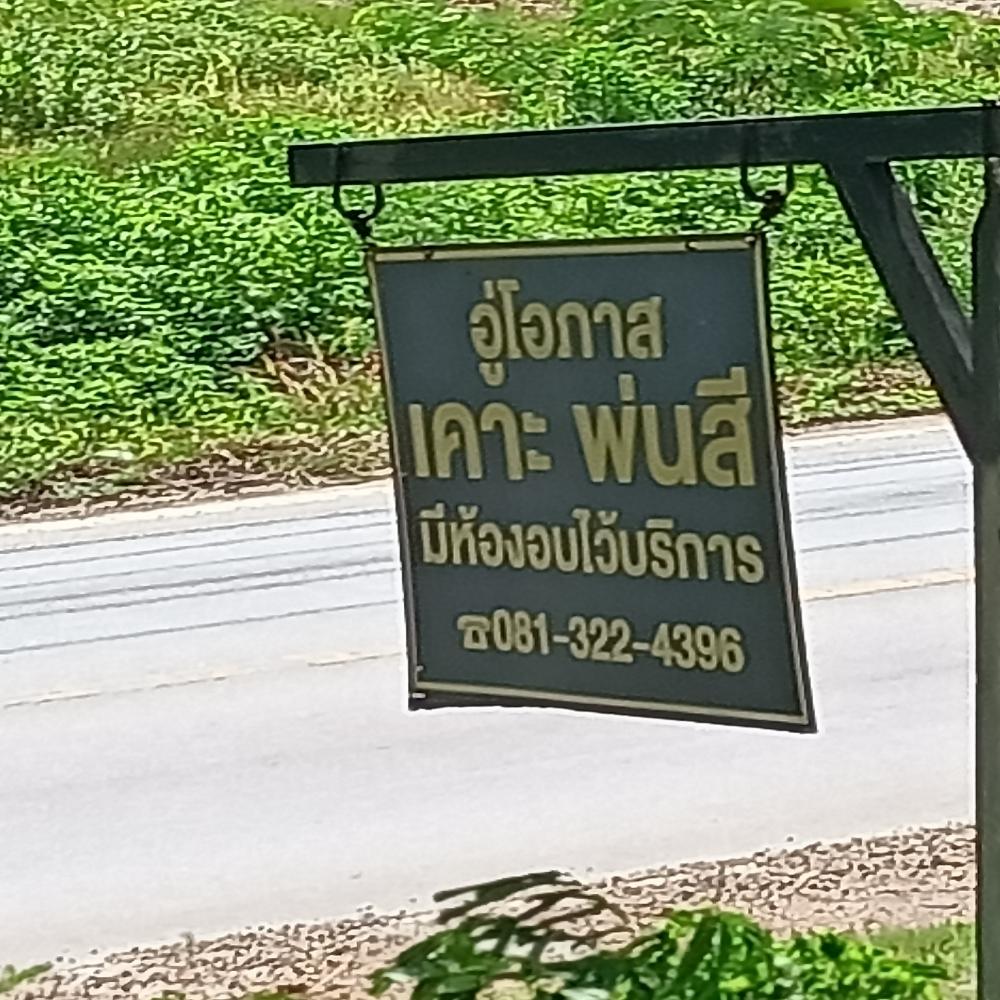 อู่โอภาส
เคาะ พ่นสี
มีห้องอบไว้บริการ
☎081-322-4396